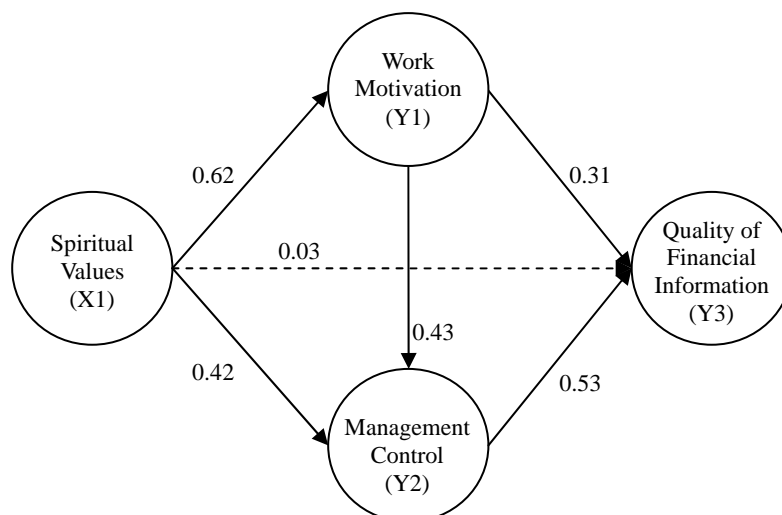 Work
Motivation
(Y1)
0.62
0.31
Spiritual
Values
(X1)
0.03
Quality of
Financial
Information
(Y3)
0.43
0.42
0.53
Management
Control
(Y2)